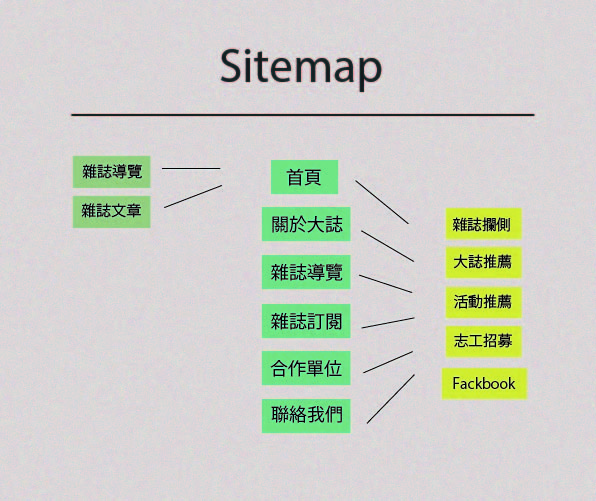 Sitemap
雜誌導覽
雜誌文章
首頁
關於大誌
雜誌導覽
雜誌訂閱
合作單位
聯絡我們
雜誌攔側
大誌推薦
活動推薦
志工招募
Fackbook